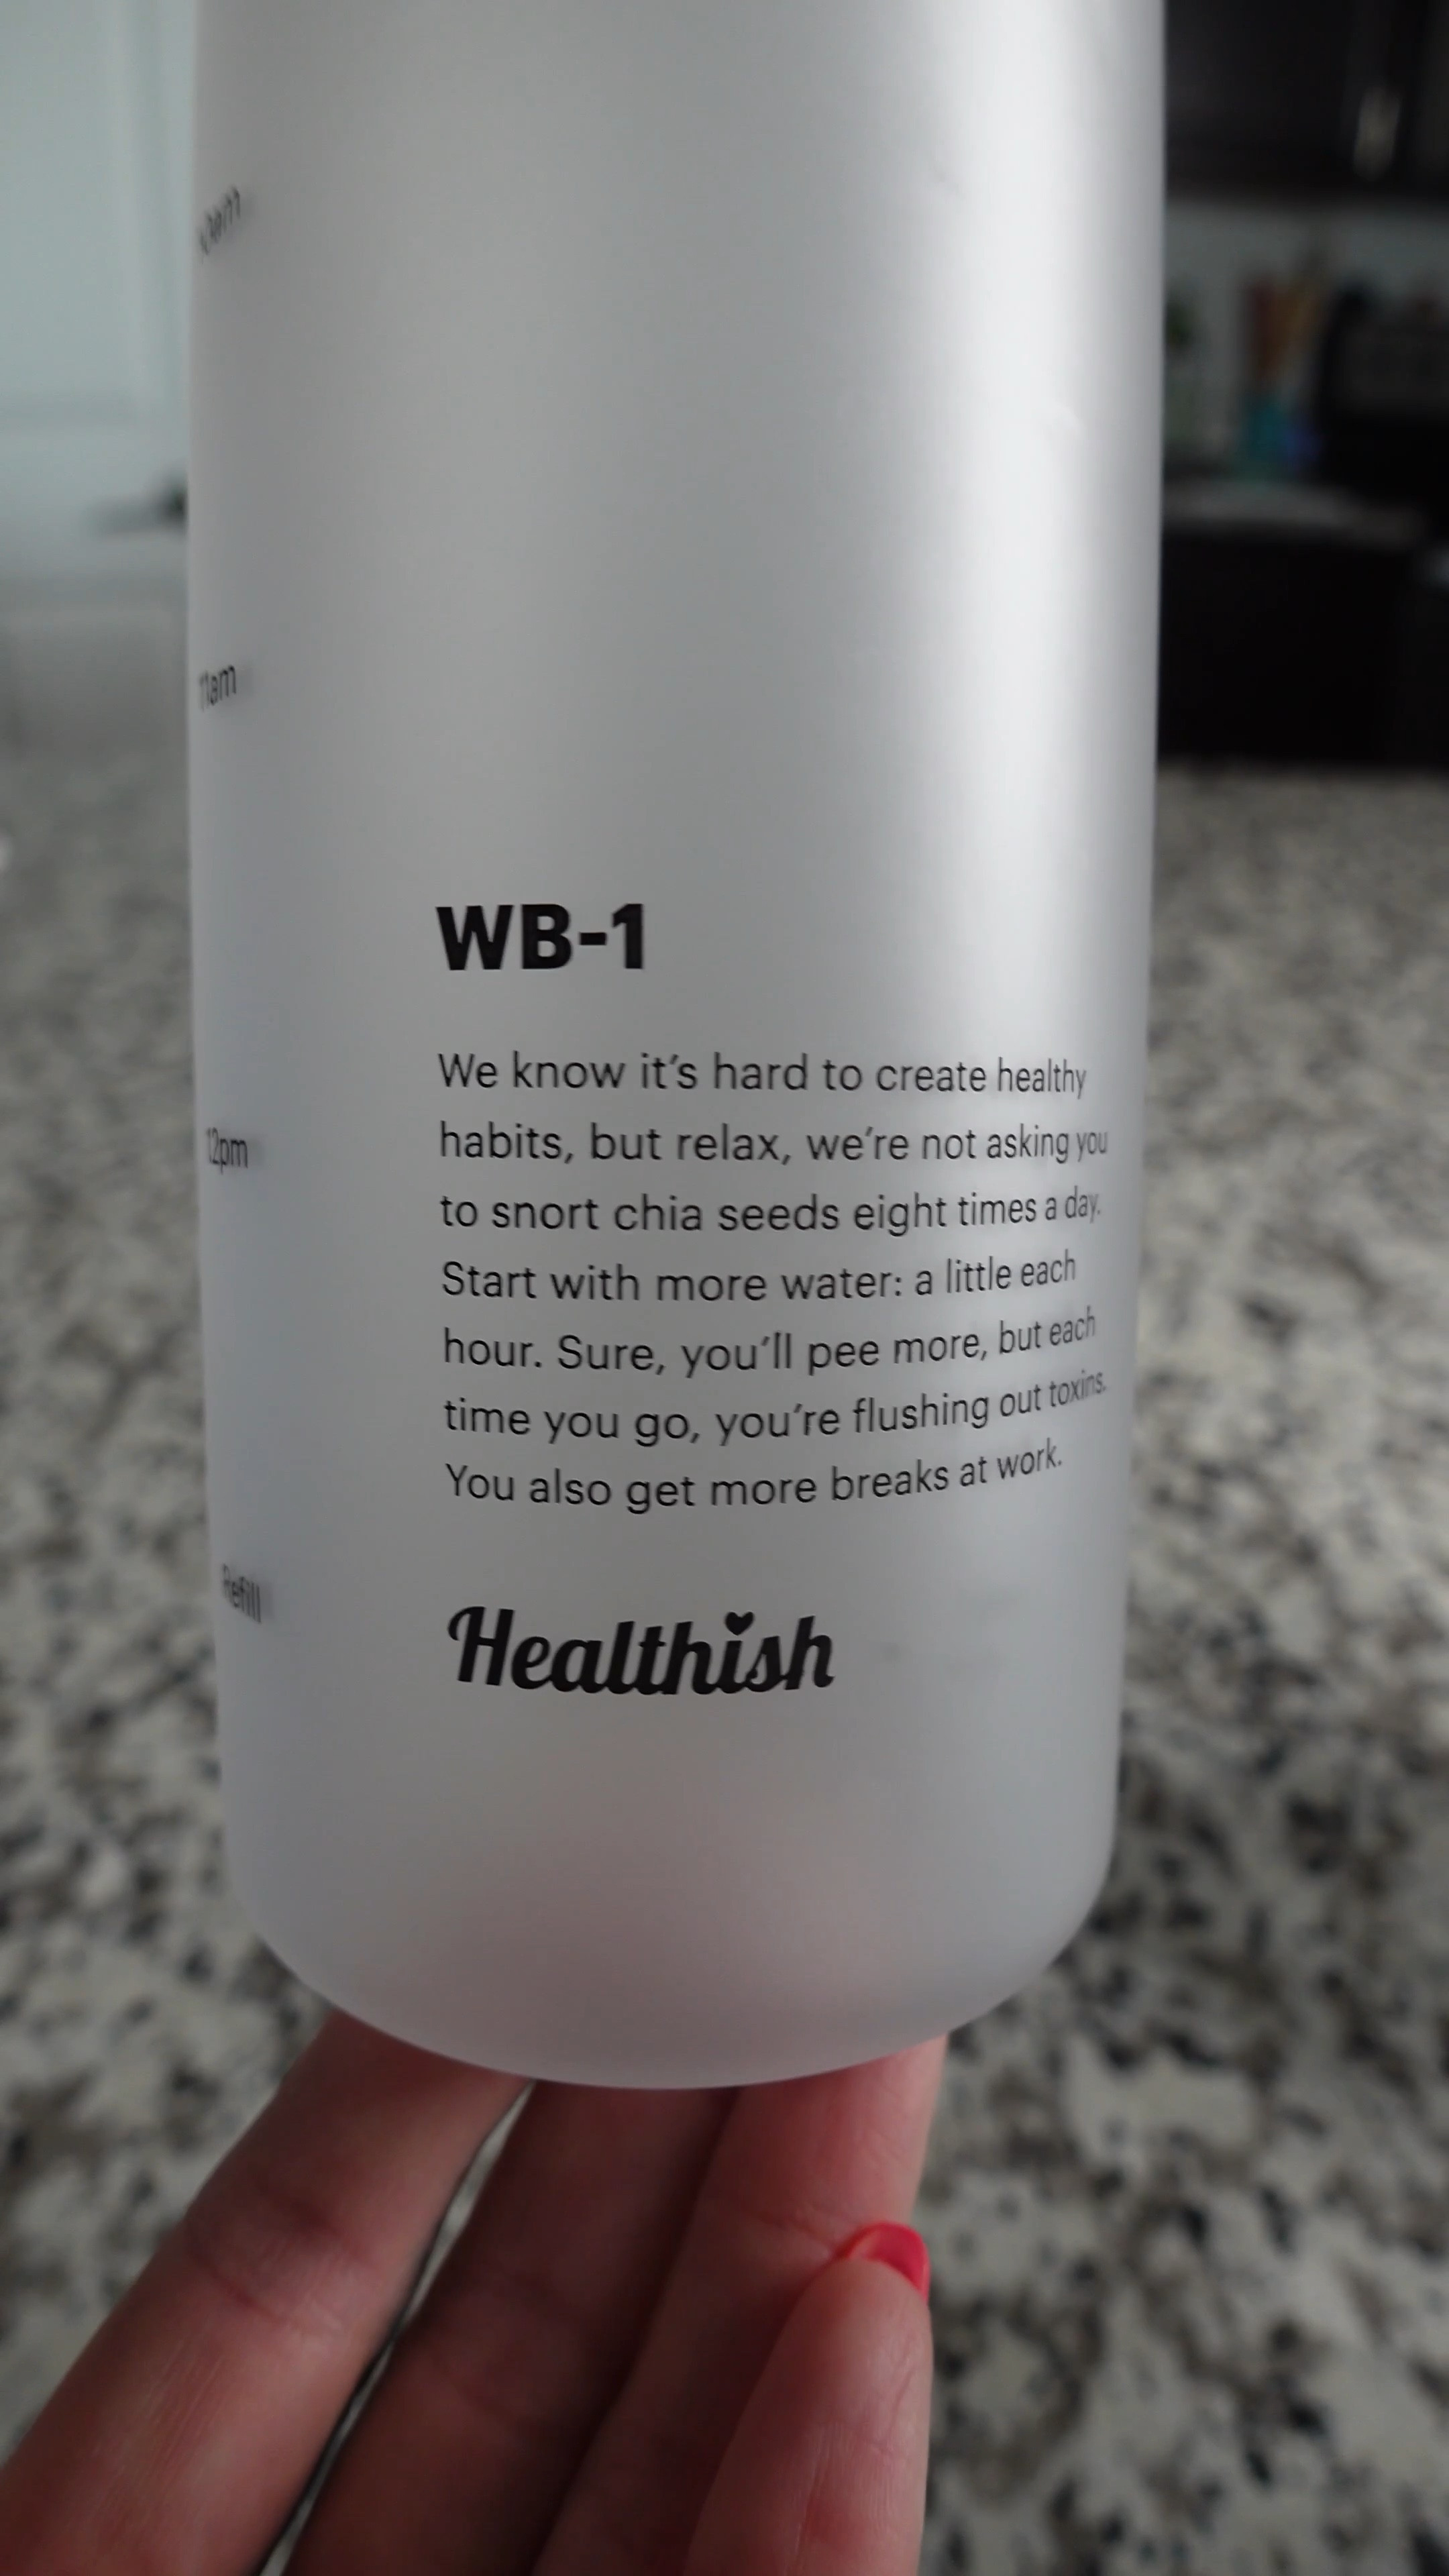 11am
12pm
Refill
WB-1
We know it's hard to create healthy
habits, but relax, we're not asking you
to snort chia seeds eight times a day.
Start with more water: a little each
hour. Sure, you'll pee more, but each
time you go, you're flushing out toxins.
You also get more breaks at work.
Healthish